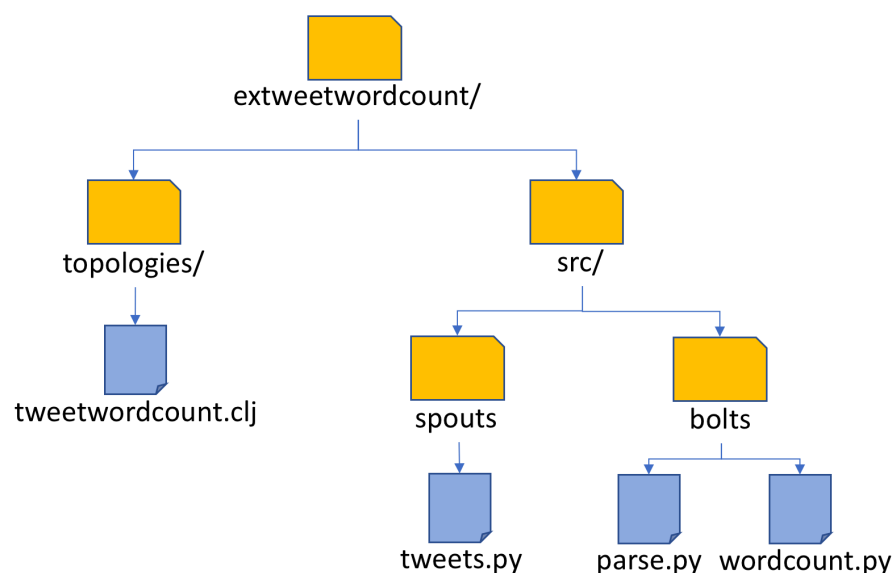 extweetwordcount/
topologies/
src/
tweetwordcount.clj
spouts
bolts
tweets.py
parse.py
wordcount.py